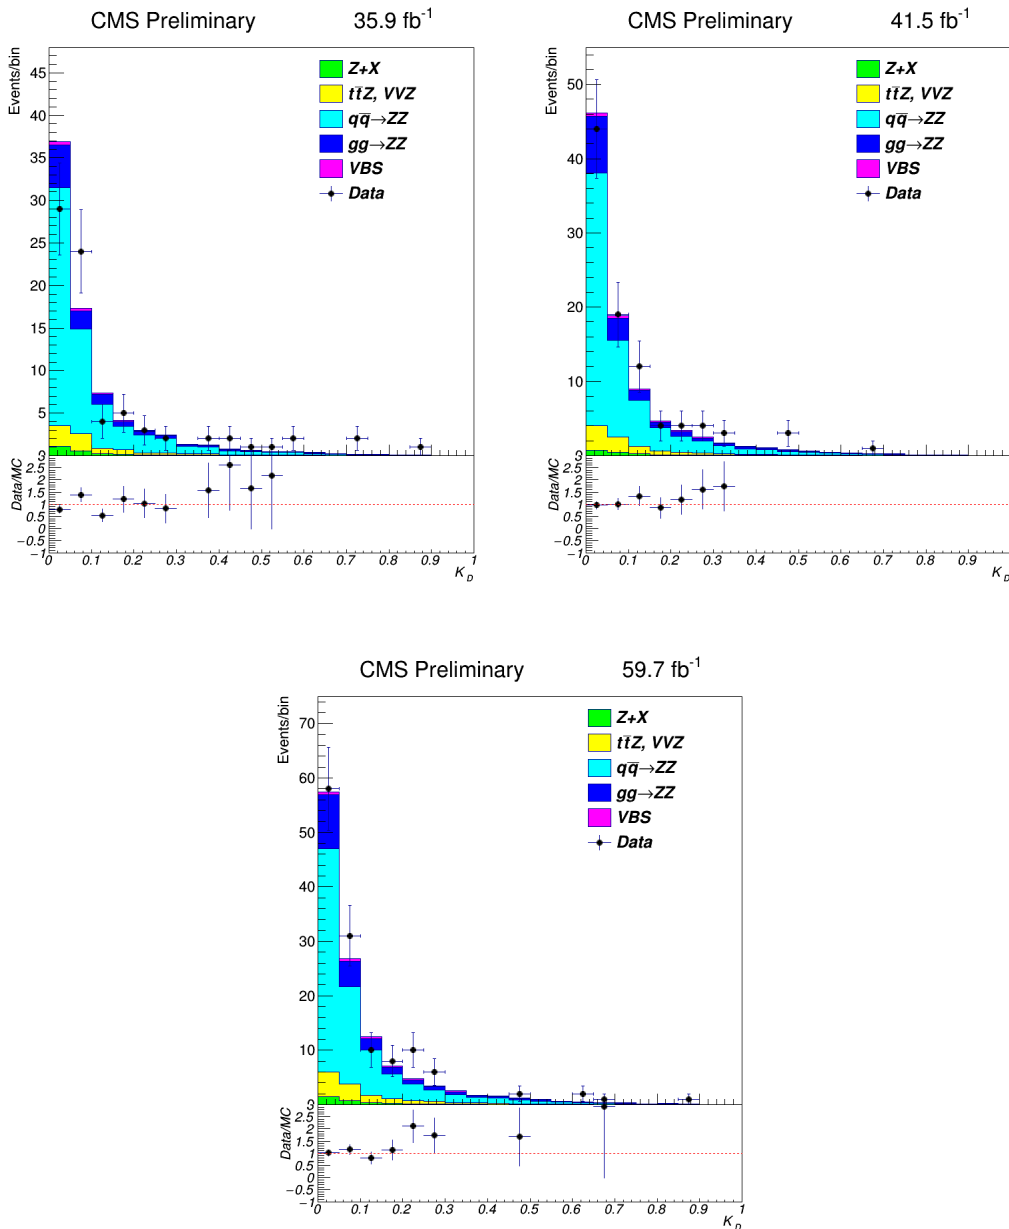 CMS Preliminary 35.9 fb⁻¹
Events/bin
45
40
35
30
25
20
15
10
5
Z+X
tt̅Z, VVZ
qq̅→ZZ
gg→ZZ
VBS
Data
Data/MC
3
2.5
2
1.5
1
0.5
0
−0.5
−1
0 0.1 0.2 0.3 0.4 0.5 0.6 0.7 0.8 0.9 1
K_D
CMS Preliminary 41.5 fb⁻¹
Events/bin
50
40
30
20
10
Z+X
tt̅Z, VVZ
qq̅→ZZ
gg→ZZ
VBS
Data
Data/MC
3
2.5
2
1.5
1
0.5
0
−0.5
−1
0 0.1 0.2 0.3 0.4 0.5 0.6 0.7 0.8 0.9
K_D
CMS Preliminary 59.7 fb⁻¹
Events/bin
70
60
50
40
30
20
10
Z+X
tt̅Z, VVZ
qq̅→ZZ
gg→ZZ
VBS
Data
Data/MC
3
2.5
2
1.5
1
0.5
0
−0.5
−1
0 0.1 0.2 0.3 0.4 0.5 0.6 0.7 0.8 0.9 1
K_D